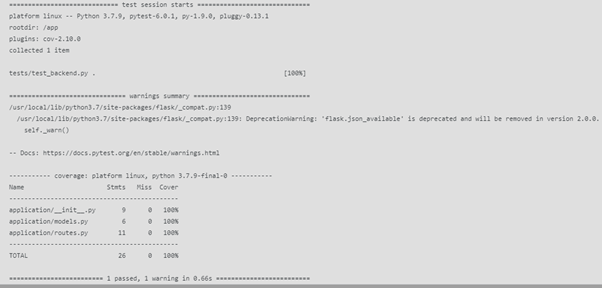 ============================= test session starts ==============================
platform linux -- Python 3.7.9, pytest-6.0.1, py-1.9.0, pluggy-0.13.1
rootdir: /app
plugins: cov-2.10.0
collected 1 item
tests/test_backend.py . [100%]
=============================== warnings summary ===============================
/usr/local/lib/python3.7/site-packages/flask/_compat.py:139
/usr/local/lib/python3.7/site-packages/flask/_compat.py:139: DeprecationWarning: 'flask.json_available' is deprecated and will be removed in version 2.0.0.
self._warn()
-- Docs: https://docs.pytest.org/en/stable/warnings.html
----------- coverage: platform linux, python 3.7.9-final-0 -----------
Name Stmts Miss Cover
---------------------------------------------
application/__init__.py 9 0 100%
application/models.py 6 0 100%
application/routes.py 11 0 100%
---------------------------------------------
TOTAL 26 0 100%
========================= 1 passed, 1 warning in 0.66s =========================